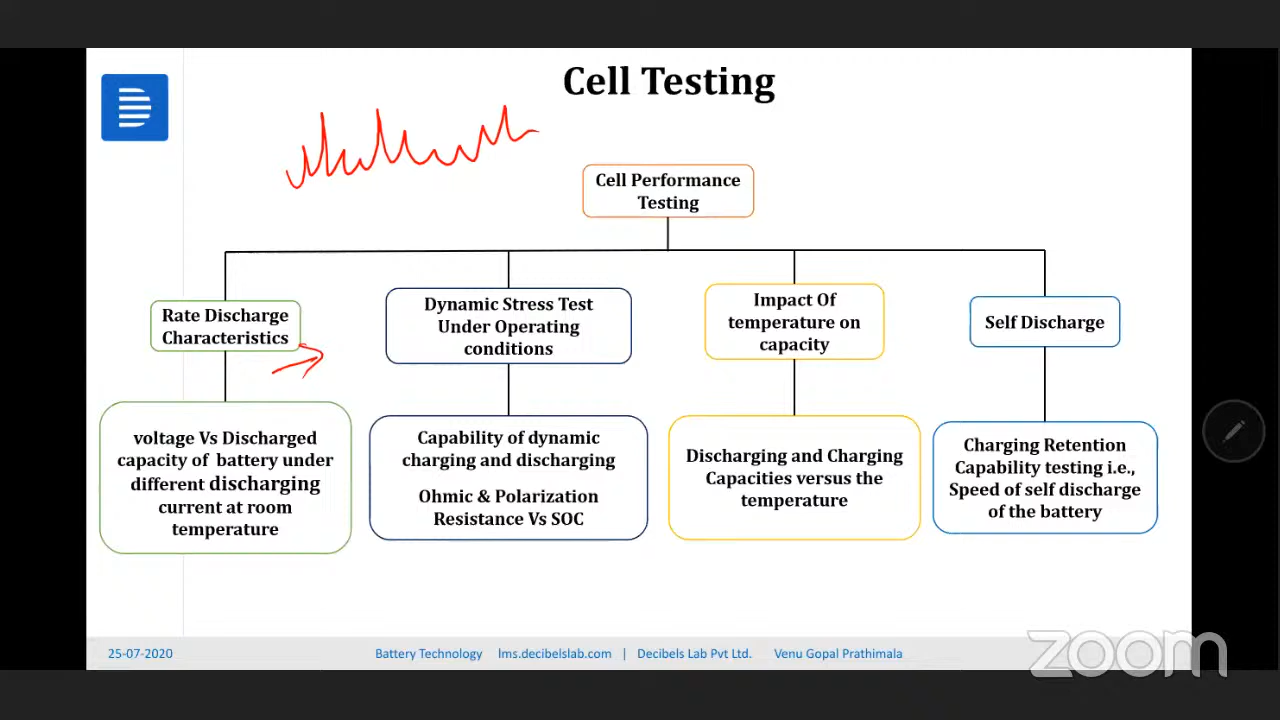 Cell Testing
Cell Performance
Testing
Rate Discharge
Characteristics
Dynamic Stress Test
Under Operating
conditions
Impact Of
temperature on
capacity
Self Discharge
voltage Vs Discharged
capacity of battery under
different discharging
current at room
temperature
Capability of dynamic
charging and discharging
Ohmic & Polarization
Resistance Vs SOC
Discharging and Charging
Capacities versus the
temperature
Charging Retention
Capability testing i.e.,
Speed of self discharge
of the battery
25-07-2020 Battery Technology lms.decibelslab.com | Decibels Lab Pvt Ltd. Venu Gopal Prathimala
zoom